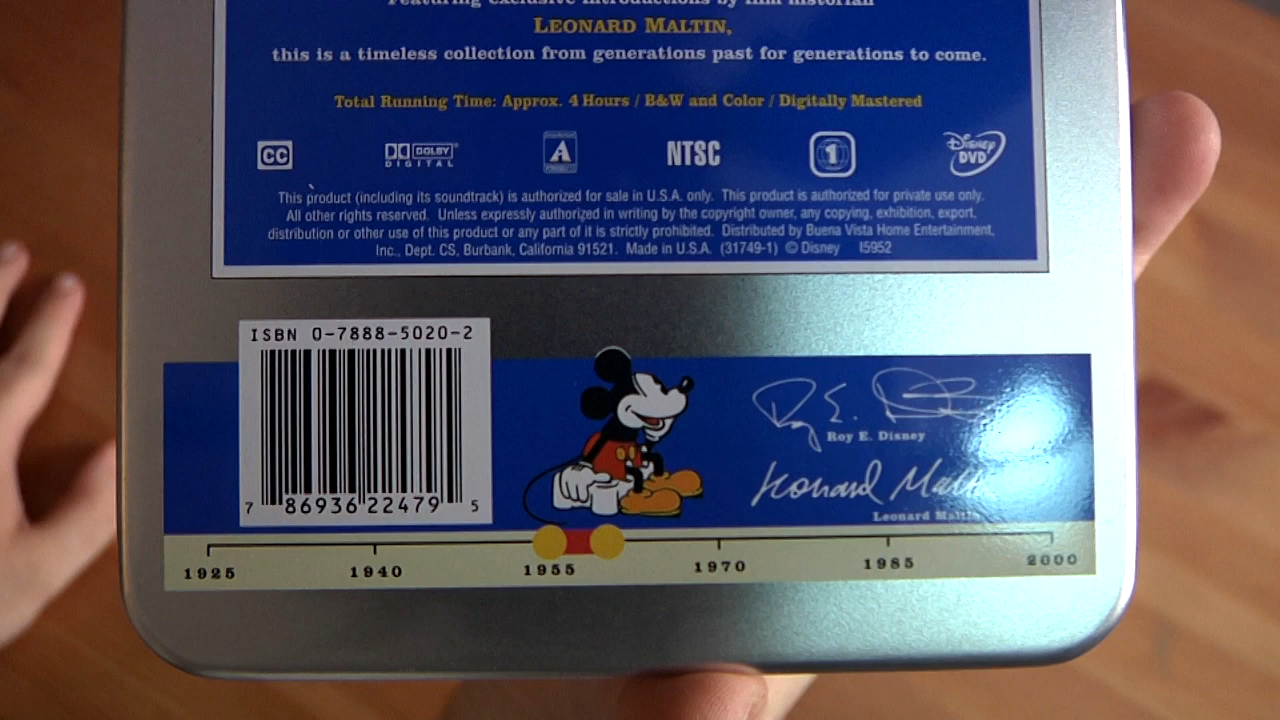 Featuring exclusive introductions by film historian
LEONARD MALTIN,
this is a timeless collection from generations past for generations to come.
Total Running Time: Approx. 4 Hours / B&W and Color / Digitally Mastered
CC
DOLBY
DIGITAL
A
NTSC
1
Disney
DVD
This product (including its soundtrack) is authorized for sale in U.S.A. only. This product is authorized for private use only.
All other rights reserved. Unless expressly authorized in writing by the copyright owner, any copying, exhibition, export,
distribution or other use of this product or any part of it is strictly prohibited. Distributed by Buena Vista Home Entertainment,
Inc., Dept. CS, Burbank, California 91521. Made in U.S.A. (31749-1) © Disney I5952
ISBN 0-7888-5020-2
7 86936 22479 5
Roy E. Disney
Leonard Maltin
1925 1940 1955 1970 1985 2000